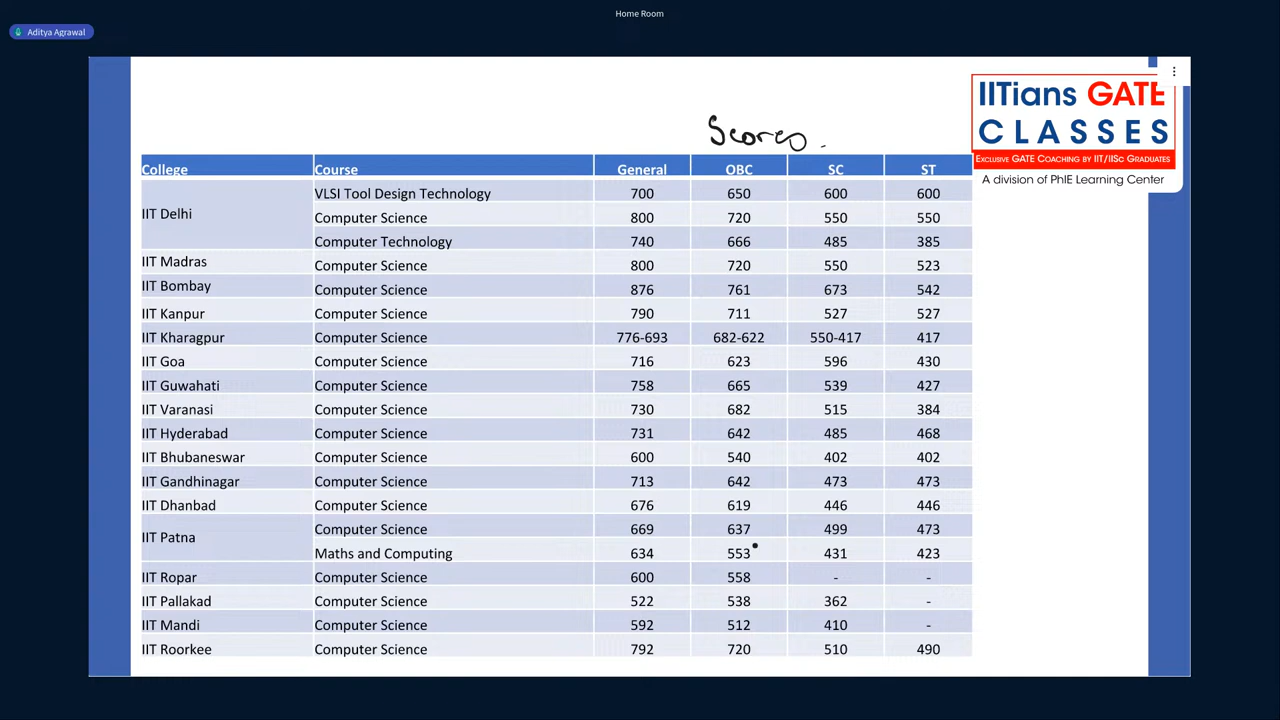 Home Room
Aditya Agrawal
IITians GATE
CLASSES
EXCLUSIVE GATE COACHING BY IIT/IISc GRADUATES
A division of PhIE Learning Center
Scores
College Course General OBC SC ST
IIT Delhi VLSI Tool Design Technology 700 650 600 600
Computer Science 800 720 550 550
Computer Technology 740 666 485 385
IIT Madras Computer Science 800 720 550 523
IIT Bombay Computer Science 876 761 673 542
IIT Kanpur Computer Science 790 711 527 527
IIT Kharagpur Computer Science 776-693 682-622 550-417 417
IIT Goa Computer Science 716 623 596 430
IIT Guwahati Computer Science 758 665 539 427
IIT Varanasi Computer Science 730 682 515 384
IIT Hyderabad Computer Science 731 642 485 468
IIT Bhubaneswar Computer Science 600 540 402 402
IIT Gandhinagar Computer Science 713 642 473 473
IIT Dhanbad Computer Science 676 619 446 446
IIT Patna Computer Science 669 637 499 473
Maths and Computing 634 553 431 423
IIT Ropar Computer Science 600 558 - -
IIT Pallakad Computer Science 522 538 362 -
IIT Mandi Computer Science 592 512 410 -
IIT Roorkee Computer Science 792 720 510 490